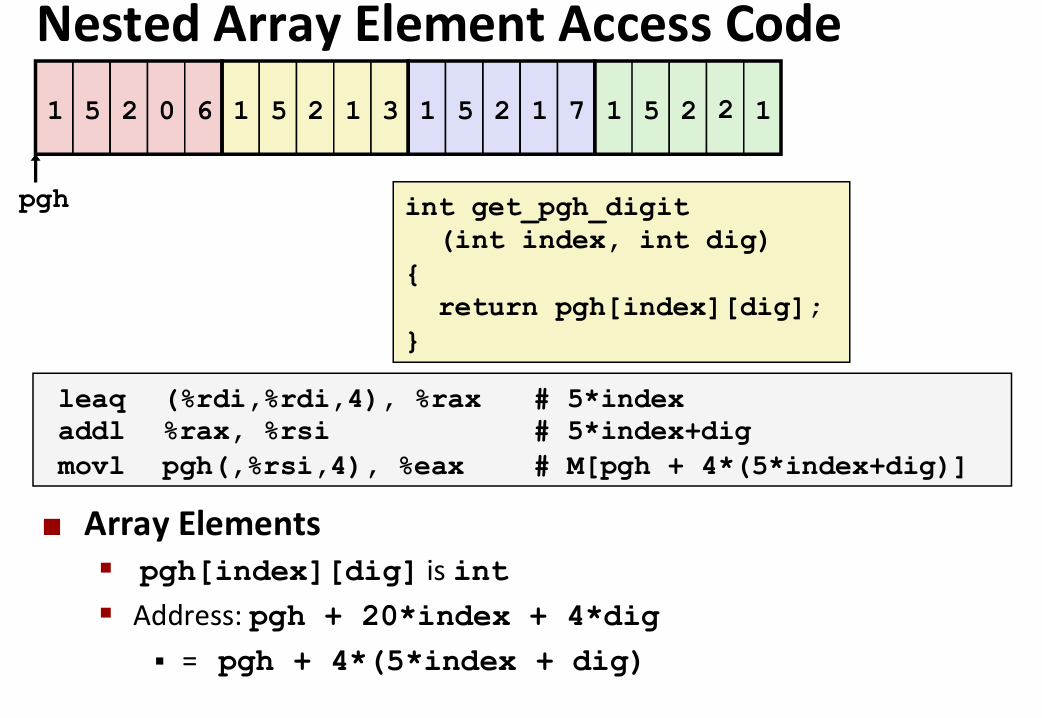 Nested Array Element Access Code
1 5 2 0 6 1 5 2 1 3 1 5 2 1 7 1 5 2 2 1
pgh
int get_pgh_digit
(int index, int dig)
{
return pgh[index][dig];
}
leaq (%rdi,%rdi,4), %rax # 5*index
addl %rax, %rsi # 5*index+dig
movl pgh(,%rsi,4), %eax # M[pgh + 4*(5*index+dig)]
■ Array Elements
▪ pgh[index][dig] is int
▪ Address: pgh + 20*index + 4*dig
▪ = pgh + 4*(5*index + dig)